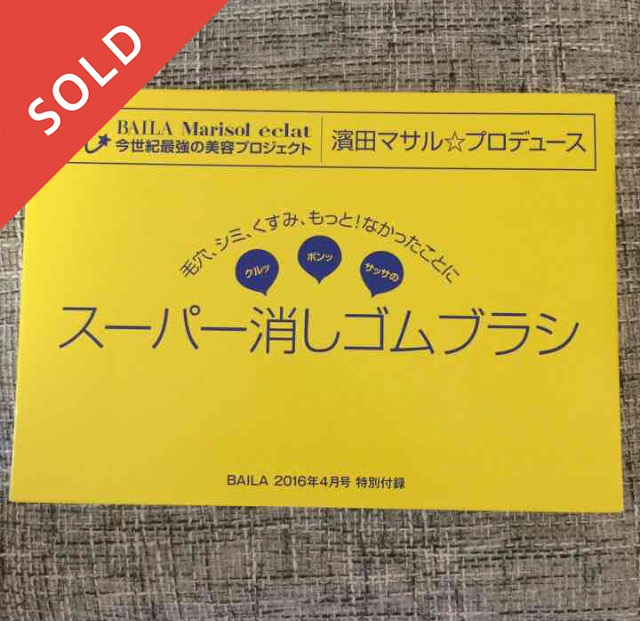 SOLD
BAILA Marisol éclat
今世紀最強の美容プロジェクト
濱田マサル☆プロデュース
毛穴、シミ、くすみ、もっと!なかったことに
クルッ
ポンッ
サッサの
スーパー消しゴムブラシ
BAILA 2016年4月号 特別付録